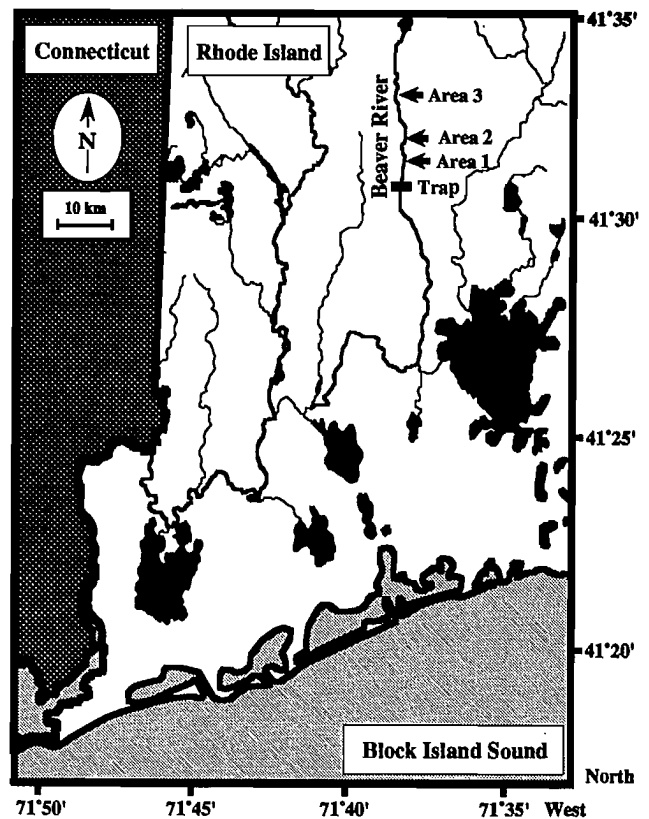 41°35'
Connecticut
Rhode Island
N
10 km
Beaver River
Area 3
Area 2
Area 1
Trap
41°30'
41°25'
41°20'
Block Island Sound
North
71°50'
71°45'
71°40'
71°35'
West